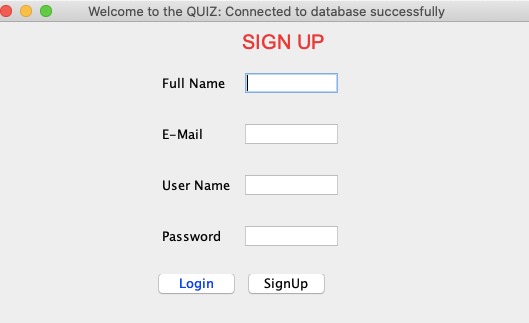 Welcome to the QUIZ: Connected to database successfully
SIGN UP
Full Name
E-Mail
User Name
Password
Login SignUp